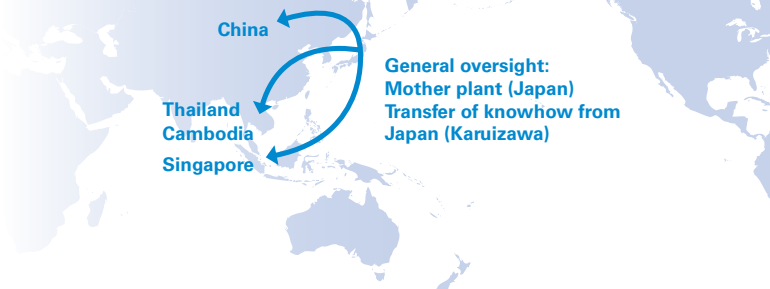 China
General oversight:
Mother plant (Japan)
Transfer of knowhow from
Japan (Karuizawa)
Thailand
Cambodia
Singapore